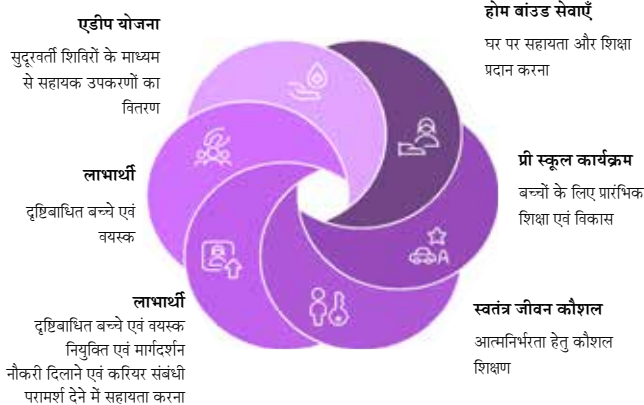 एडीप योजना
सुदूरवर्ती शिविरों के माध्यम
से सहायक उपकरणों का
वितरण
होम बांउड सेवाएँ
घर पर सहायता और शिक्षा
प्रदान करना
प्री स्कूल कार्यक्रम
बच्चों के लिए प्रारंभिक
शिक्षा एवं विकास
लाभार्थी
दृष्टिबाधित बच्चे एवं
वयस्क
स्वतंत्र जीवन कौशल
आत्मनिर्भरता हेतु कौशल
शिक्षण
लाभार्थी
दृष्टिबाधित बच्चे एवं वयस्क
नियुक्ति एवं मार्गदर्शन
नौकरी दिलाने एवं करियर संबंधी
परामर्श देने में सहायता करना
A